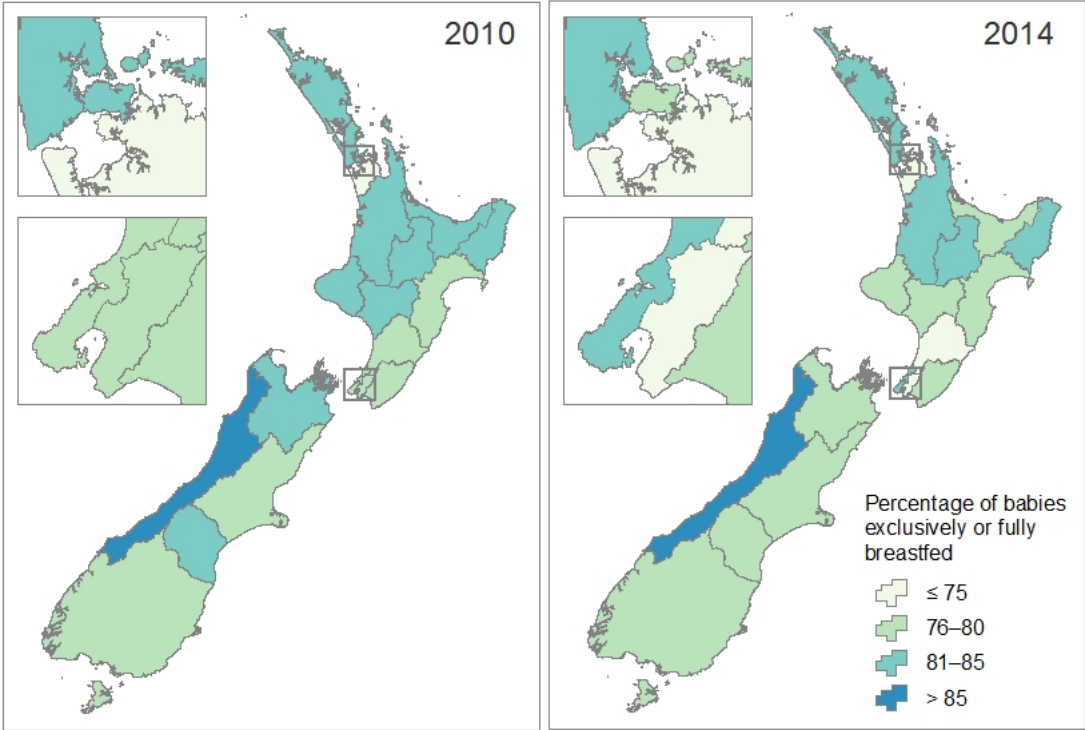 2010
2014
Percentage of babies
exclusively or fully
breastfed
≤ 75
76–80
81–85
> 85